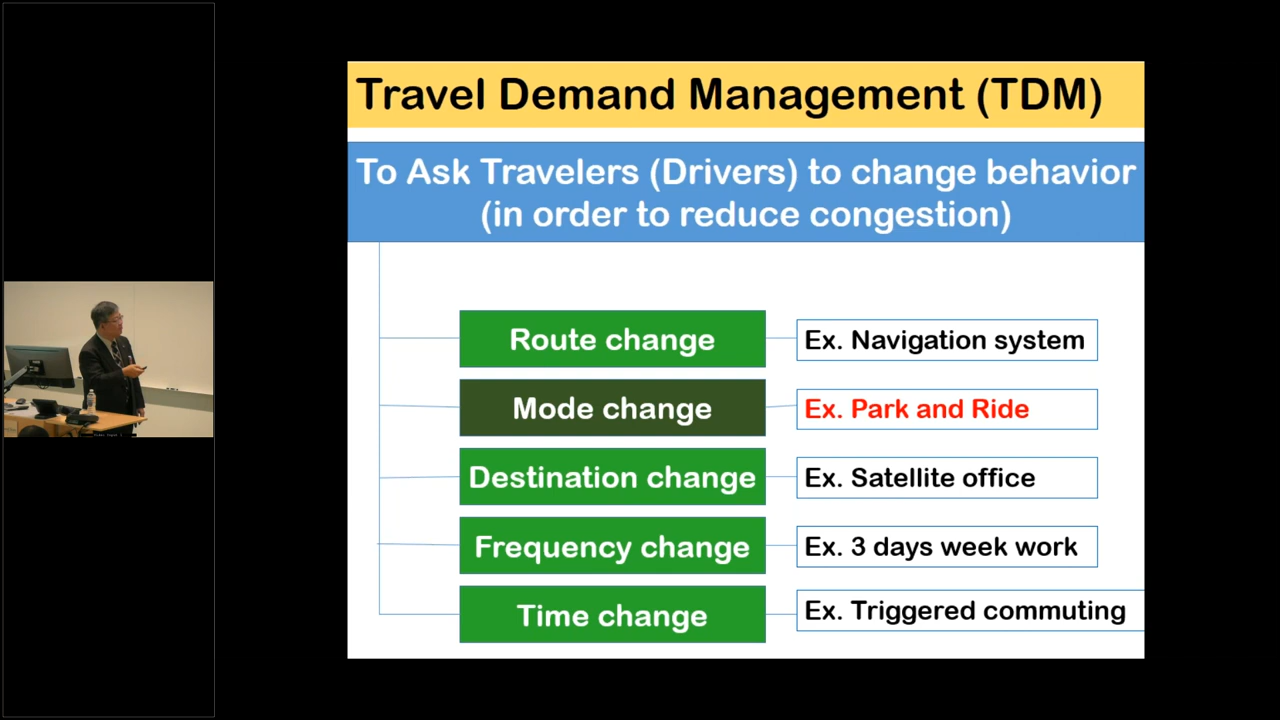 Travel Demand Management (TDM)
To Ask Travelers (Drivers) to change behavior
(in order to reduce congestion)
Route change
Ex. Navigation system
Mode change
Ex. Park and Ride
Destination change
Ex. Satellite office
Frequency change
Ex. 3 days week work
Time change
Ex. Triggered commuting